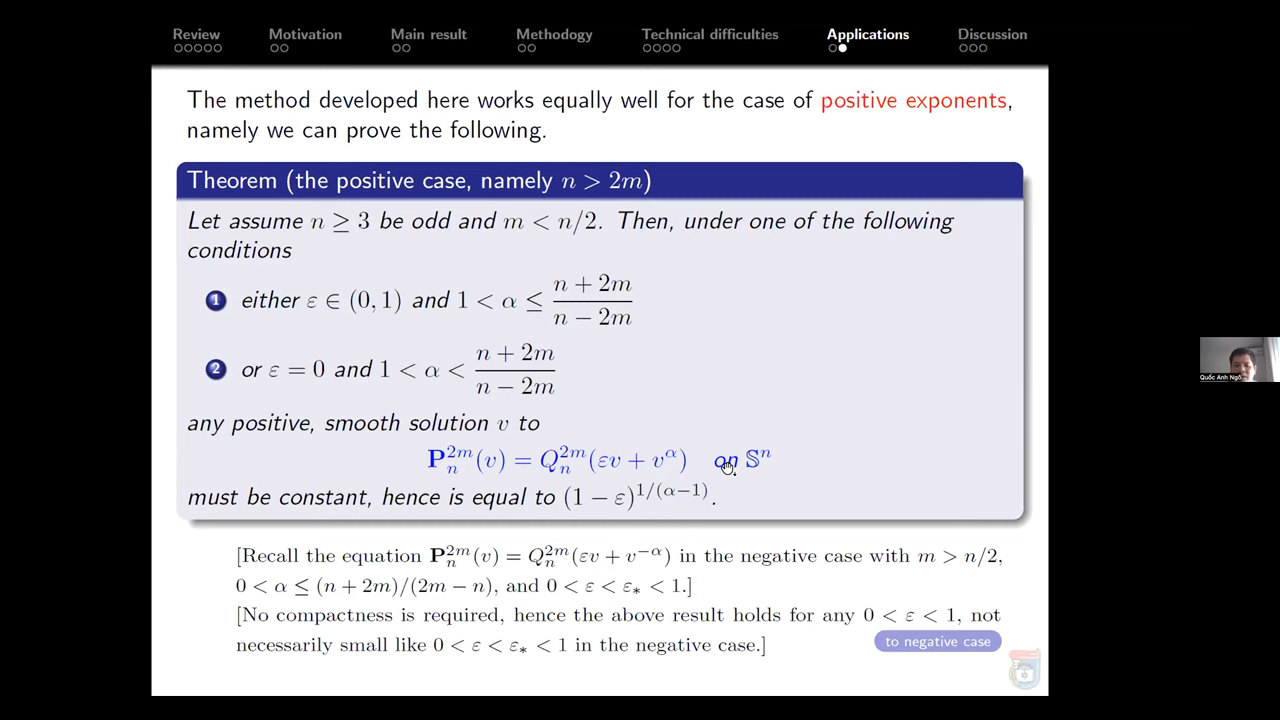 Review Motivation Main result Methodogy Technical difficulties Applications Discussion
The method developed here works equally well for the case of positive exponents,
namely we can prove the following.
Theorem (the positive case, namely n > 2m)
Let assume n ≥ 3 be odd and m < n/2. Then, under one of the following
conditions
1 either ε ∈ (0, 1) and 1 < α ≤ (n + 2m)/(n − 2m)
2 or ε = 0 and 1 < α < (n + 2m)/(n − 2m)
any positive, smooth solution v to
P_n^{2m}(v) = Q_n^{2m}(εv + v^α) on S^n
must be constant, hence is equal to (1 − ε)^{1/(α−1)}.
[Recall the equation P_n^{2m}(v) = Q_n^{2m}(εv + v^{−α}) in the negative case with m > n/2,
0 < α ≤ (n + 2m)/(2m − n), and 0 < ε < ε_* < 1.]
[No compactness is required, hence the above result holds for any 0 < ε < 1, not
necessarily small like 0 < ε < ε_* < 1 in the negative case.]
to negative case
Quốc Anh Ngô